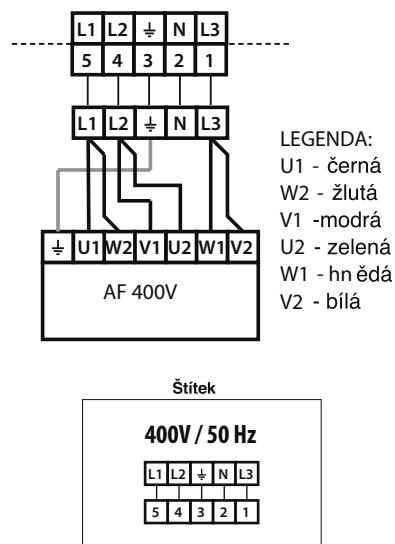 L1 L2 ⏚ N L3
5 4 3 2 1
L1 L2 ⏚ N L3
LEGENDA:
U1 - černá
W2 - žlutá
V1 -modrá
U2 - zelená
W1 - hn ědá
V2 - bílá
⏚ U1 W2 V1 U2 W1 V2
AF 400V
Štítek
400V / 50 Hz
L1 L2 ⏚ N L3
5 4 3 2 1